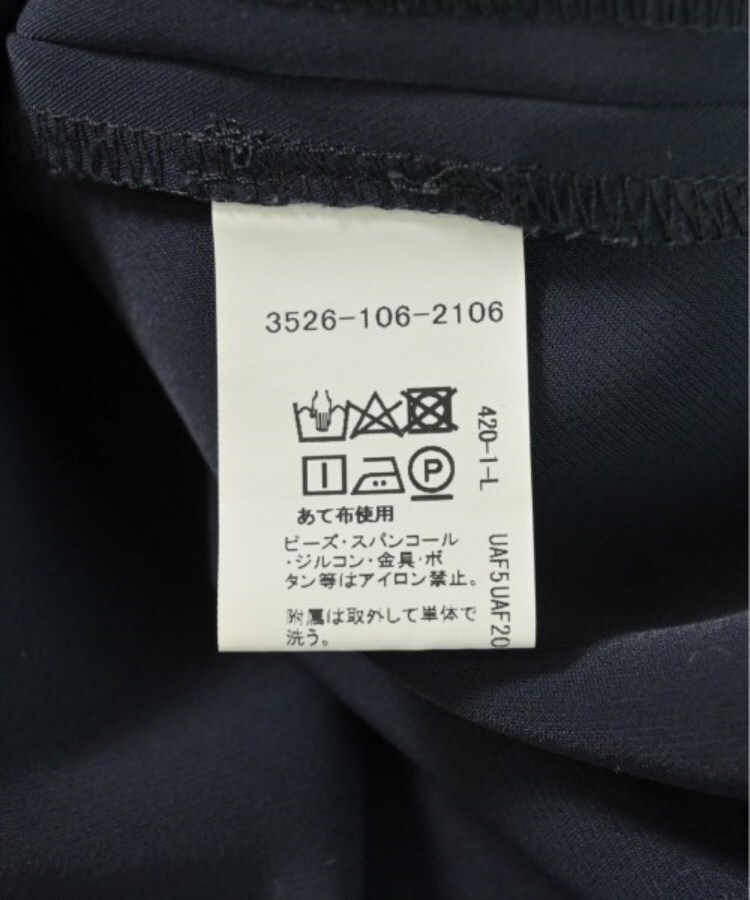 3526-106-2106
P
420-1-L
あて布使用
ビーズ・スパンコール
・ジルコン・金具・ボ
タン等はアイロン禁止。
附属は取外して単体で
洗う。
UAF5UAF20